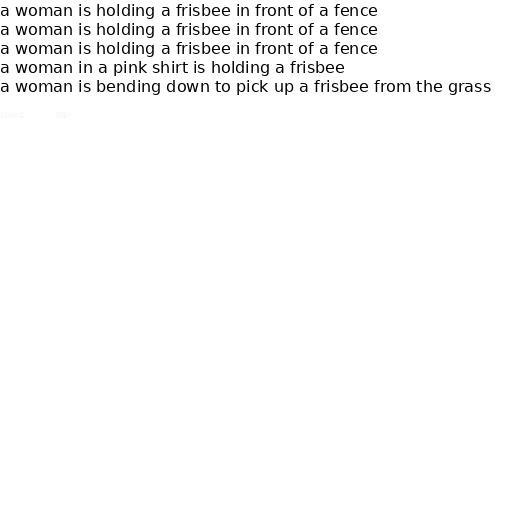 a woman is holding a frisbee in front of a fence
a woman is holding a frisbee in front of a fence
a woman is holding a frisbee in front of a fence
a woman in a pink shirt is holding a frisbee
a woman is bending down to pick up a frisbee from the grass